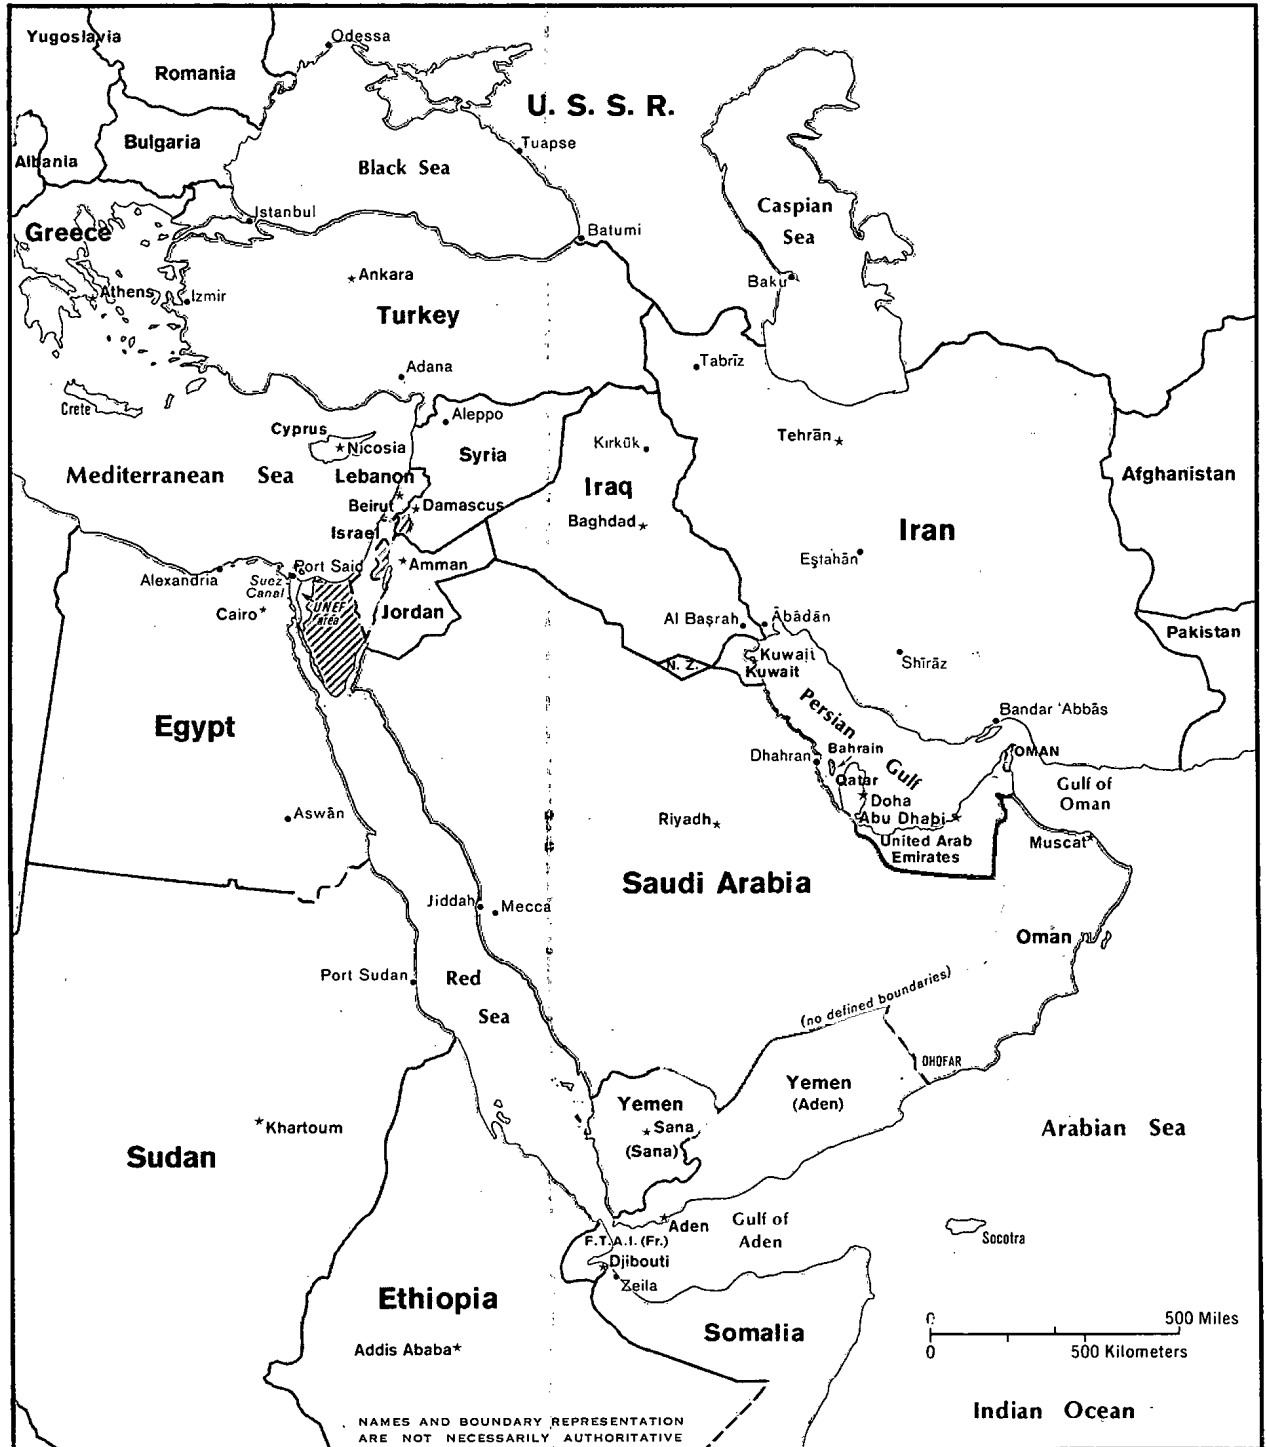 Yugoslavia
Odessa
Romania
U. S. S. R.
Bulgaria
Tuapse
Albania
Black Sea
Caspian
Sea
Istanbul
Greece
Batumi
Ankara
Baku
Athens
Izmir
Turkey
Tabrīz
Adana
Crete
Aleppo
Cyprus
Tehrān
Kirkūk
Nicosia
Syria
Mediterranean Sea
Lebanon
Afghanistan
Iraq
Beirut
Damascus
Baghdad
Israel
Iran
Eşfahān
Port Said
Amman
Alexandria
Suez
Canal
Cairo
UNEF
area
Jordan
Al Başrah
Ābādān
Pakistan
Kuwait
Shīrāz
N. Z.
Kuwait
Persian
Gulf
Bandar 'Abbās
Egypt
Dhahran
Bahrain
OMAN
Qatar
Gulf of
Oman
Doha
Aswān
Riyadh
Abu Dhabi
United Arab
Emirates
Muscat
Saudi Arabia
Jiddah
Mecca
Oman
Port Sudan
Red
Sea
(no defined boundaries)
DHOFAR
Yemen
(Aden)
Yemen
Sana
(Sana)
Khartoum
Arabian Sea
Sudan
Aden
Gulf of
Aden
Socotra
F.T.A.I. (Fr.)
Djibouti
Zeila
Ethiopia
Somalia
0 500 Miles
0 500 Kilometers
Addis Ababa
Indian Ocean
NAMES AND BOUNDARY REPRESENTATION
ARE NOT NECESSARILY AUTHORITATIVE